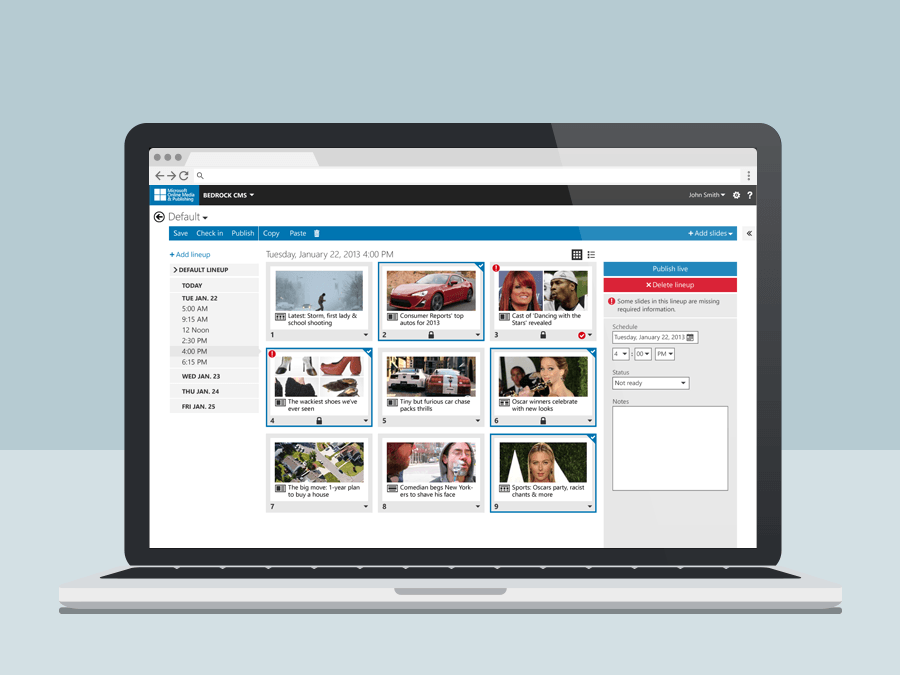 Microsoft
Online Media
& Publishing
BEDROCK CMS
John Smith
?
Default
Save
Check in
Publish
Copy
Paste
+ Add slides
«
+ Add lineup
Tuesday, January 22, 2013 4:00 PM
DEFAULT LINEUP
TODAY
TUE JAN. 22
5:00 AM
9:15 AM
12 Noon
2:30 PM
4:00 PM
6:15 PM
WED JAN. 23
THU JAN. 24
FRI JAN. 25
Latest: Storm, first lady &
school shooting
1
Consumer Reports' top
autos for 2013
2
Cast of 'Dancing with the
Stars' revealed
3
The wackiest shoes we've
ever seen
4
Tiny but furious car chase
packs thrills
5
Oscar winners celebrate
with new looks
6
The big move: 1-year plan
to buy a house
7
Comedian begs New York-
ers to shave his face
8
Sports: Oscars party, racist
chants & more
9
Publish live
Delete lineup
Some slides in this lineup are missing
required information.
Schedule
Tuesday, January 22, 2013
4 : 00 PM
Status
Not ready
Notes